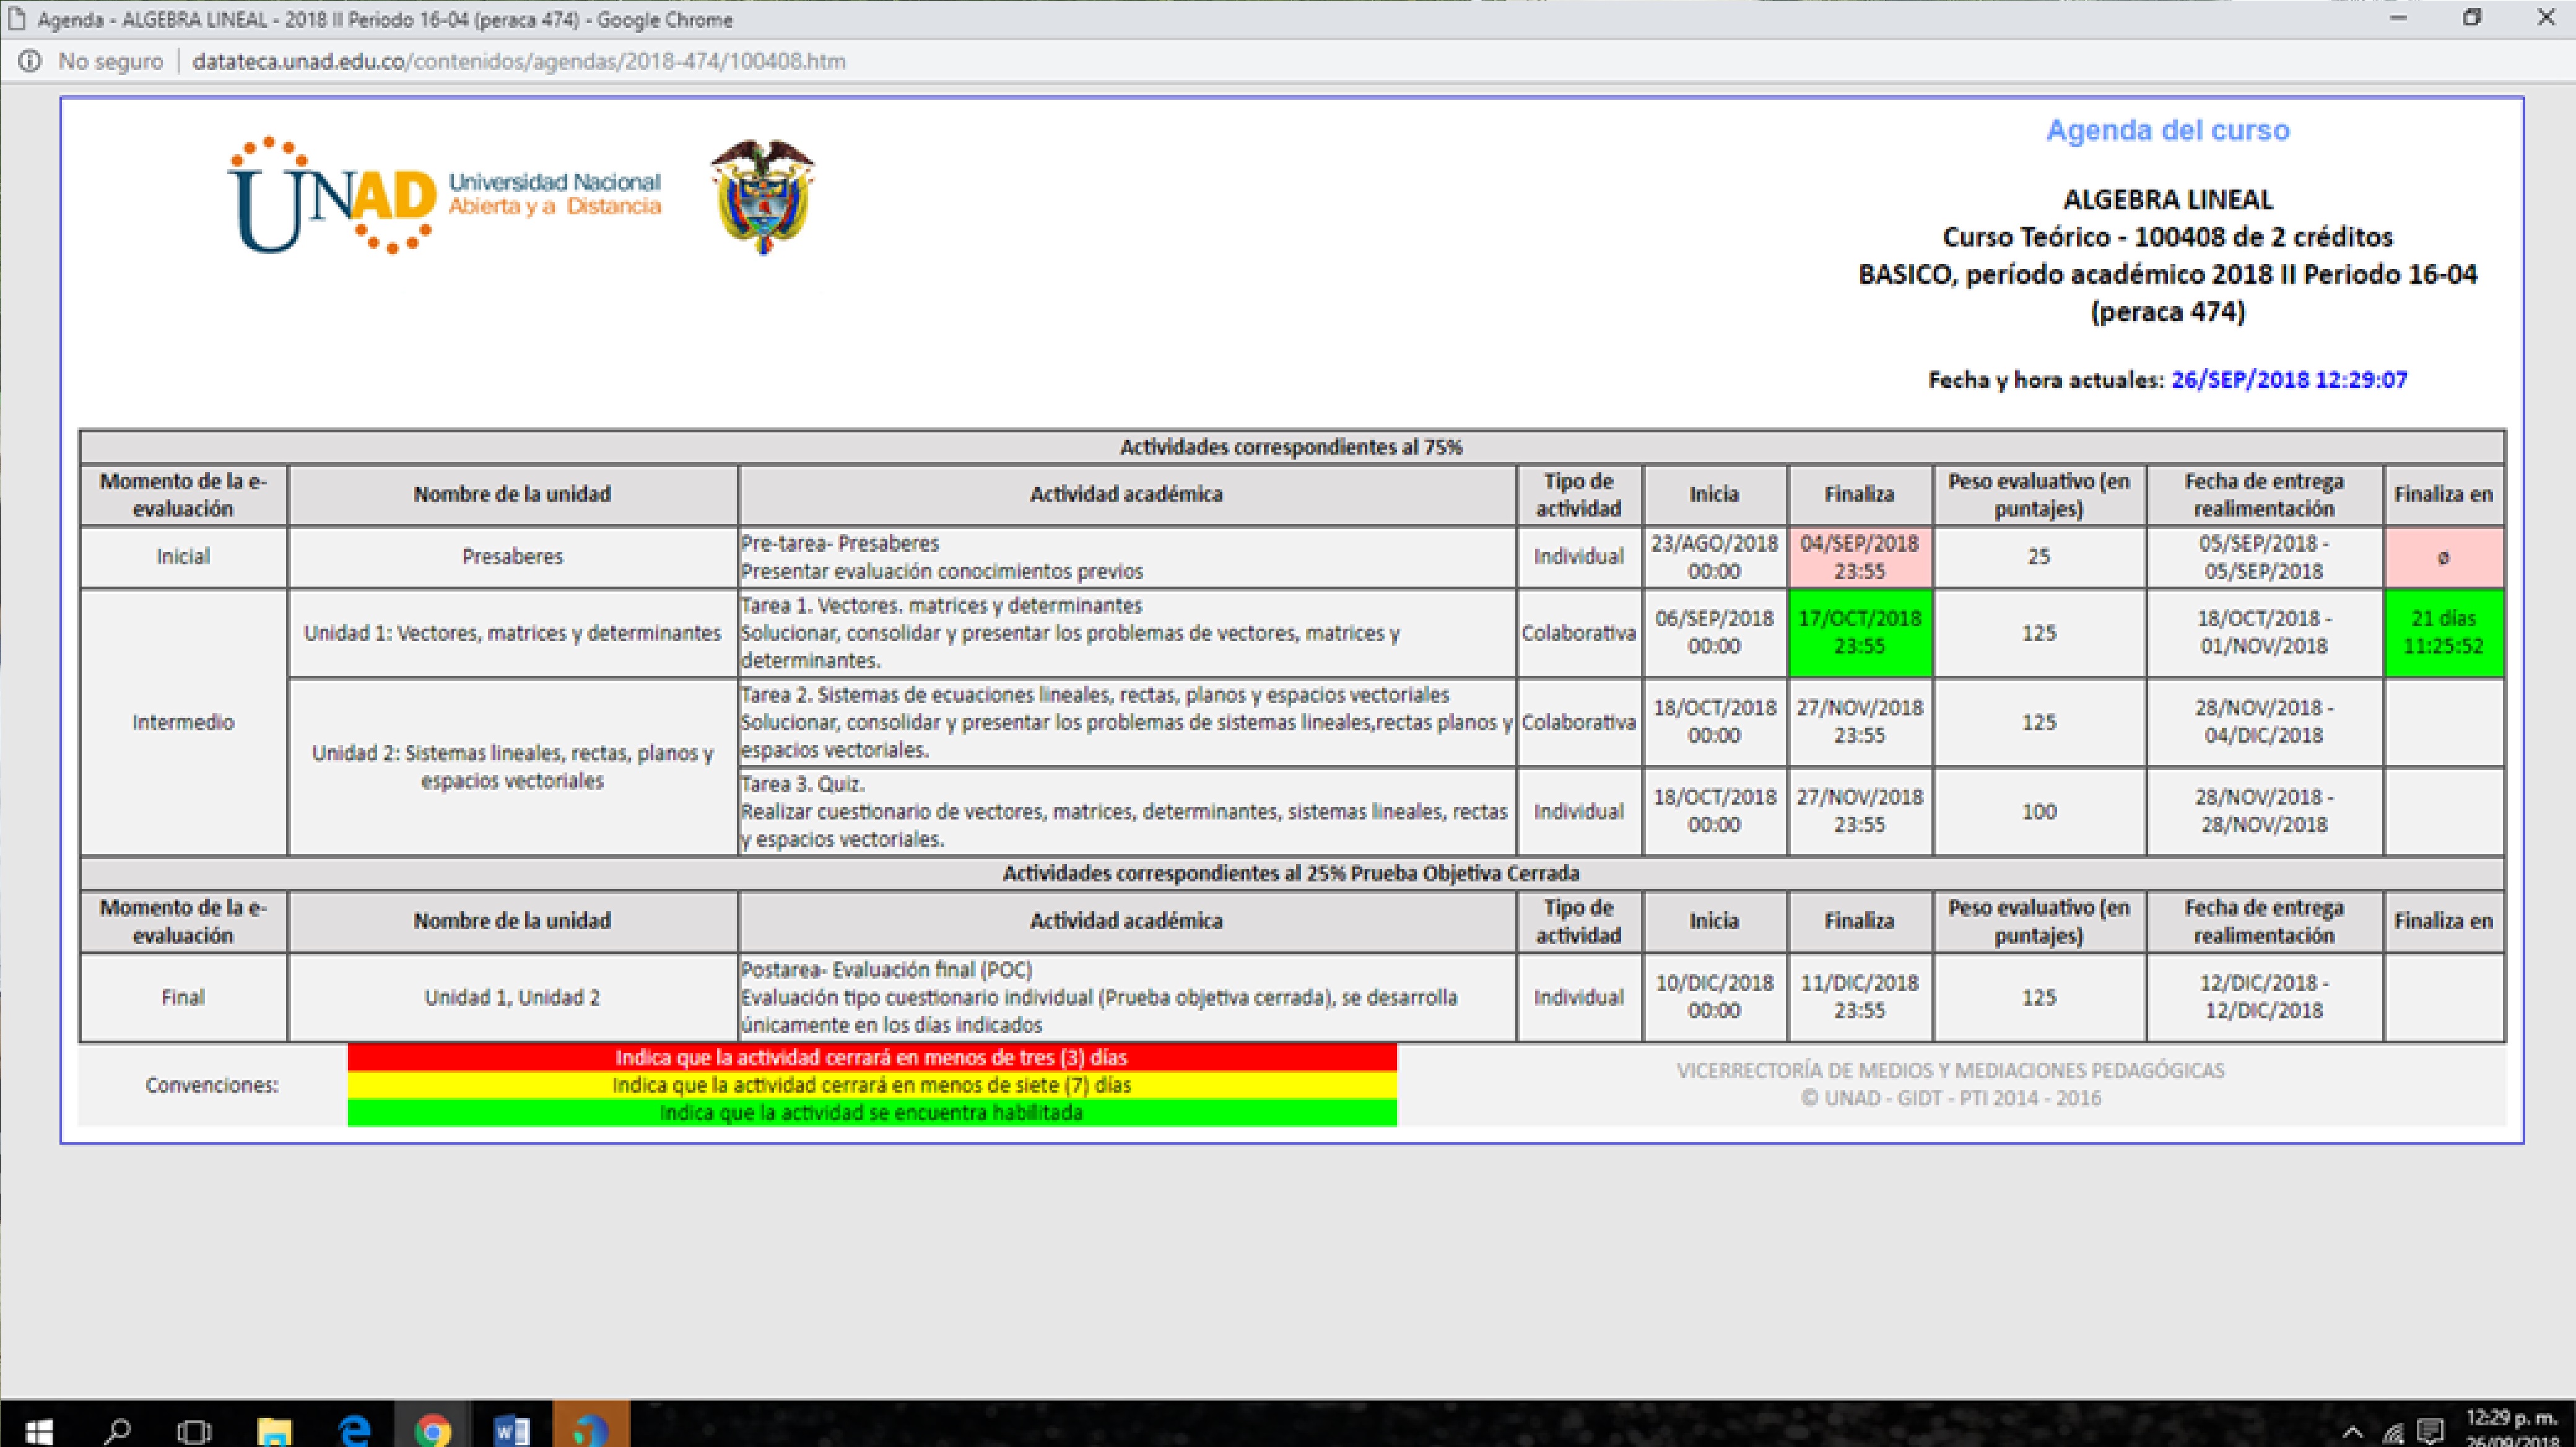 Agenda - ALGEBRA LINEAL - 2018 II Periodo 16-04 (peraca 474) - Google Chrome
No seguro | datateca.unad.edu.co/contenidos/agendas/2018-474/100408.htm
UNAD Universidad Nacional
Abierta y a Distancia
Agenda del curso
ALGEBRA LINEAL
Curso Teórico - 100408 de 2 créditos
BASICO, período académico 2018 II Periodo 16-04
(peraca 474)
Fecha y hora actuales: 26/SEP/2018 12:29:07
Actividades correspondientes al 75%
Momento de la e-
evaluación
Nombre de la unidad
Actividad académica
Tipo de
actividad
Inicia
Finaliza
Peso evaluativo (en
puntajes)
Fecha de entrega
realimentación
Finaliza en
Inicial
Presaberes
Pre-tarea- Presaberes
Presentar evaluación conocimientos previos
Individual
23/AGO/2018
00:00
04/SEP/2018
23:55
25
05/SEP/2018 -
05/SEP/2018
ø
Intermedio
Unidad 1: Vectores, matrices y determinantes
Tarea 1. Vectores. matrices y determinantes
Solucionar, consolidar y presentar los problemas de vectores, matrices y
determinantes.
Colaborativa
06/SEP/2018
00:00
17/OCT/2018
23:55
125
18/OCT/2018 -
01/NOV/2018
21 días
11:25:52
Unidad 2: Sistemas lineales, rectas, planos y
espacios vectoriales
Tarea 2. Sistemas de ecuaciones lineales, rectas, planos y espacios vectoriales
Solucionar, consolidar y presentar los problemas de sistemas lineales,rectas planos y
espacios vectoriales.
Colaborativa
18/OCT/2018
00:00
27/NOV/2018
23:55
125
28/NOV/2018 -
04/DIC/2018
Tarea 3. Quiz.
Realizar cuestionario de vectores, matrices, determinantes, sistemas lineales, rectas
y espacios vectoriales.
Individual
18/OCT/2018
00:00
27/NOV/2018
23:55
100
28/NOV/2018 -
28/NOV/2018
Actividades correspondientes al 25% Prueba Objetiva Cerrada
Momento de la e-
evaluación
Nombre de la unidad
Actividad académica
Tipo de
actividad
Inicia
Finaliza
Peso evaluativo (en
puntajes)
Fecha de entrega
realimentación
Finaliza en
Final
Unidad 1, Unidad 2
Postarea- Evaluación final (POC)
Evaluación tipo cuestionario individual (Prueba objetiva cerrada), se desarrolla
únicamente en los días indicados
Individual
10/DIC/2018
00:00
11/DIC/2018
23:55
125
12/DIC/2018 -
12/DIC/2018
Convenciones:
Indica que la actividad cerrará en menos de tres (3) días
Indica que la actividad cerrará en menos de siete (7) días
Indica que la actividad se encuentra habilitada
VICERRECTORÍA DE MEDIOS Y MEDIACIONES PEDAGÓGICAS
© UNAD - GIDT - PTI 2014 - 2016
12:29 p. m.
26/09/2018